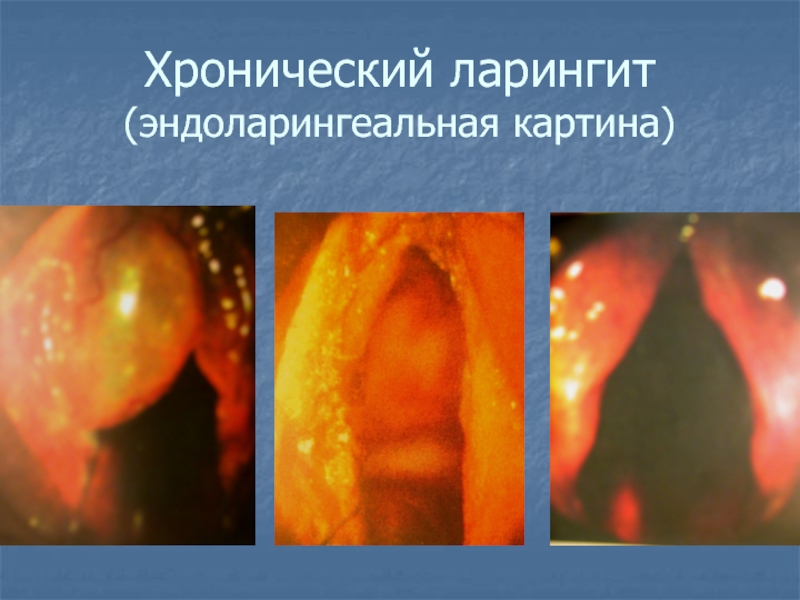 Хронический ларингит
(эндоларингеальная картина)